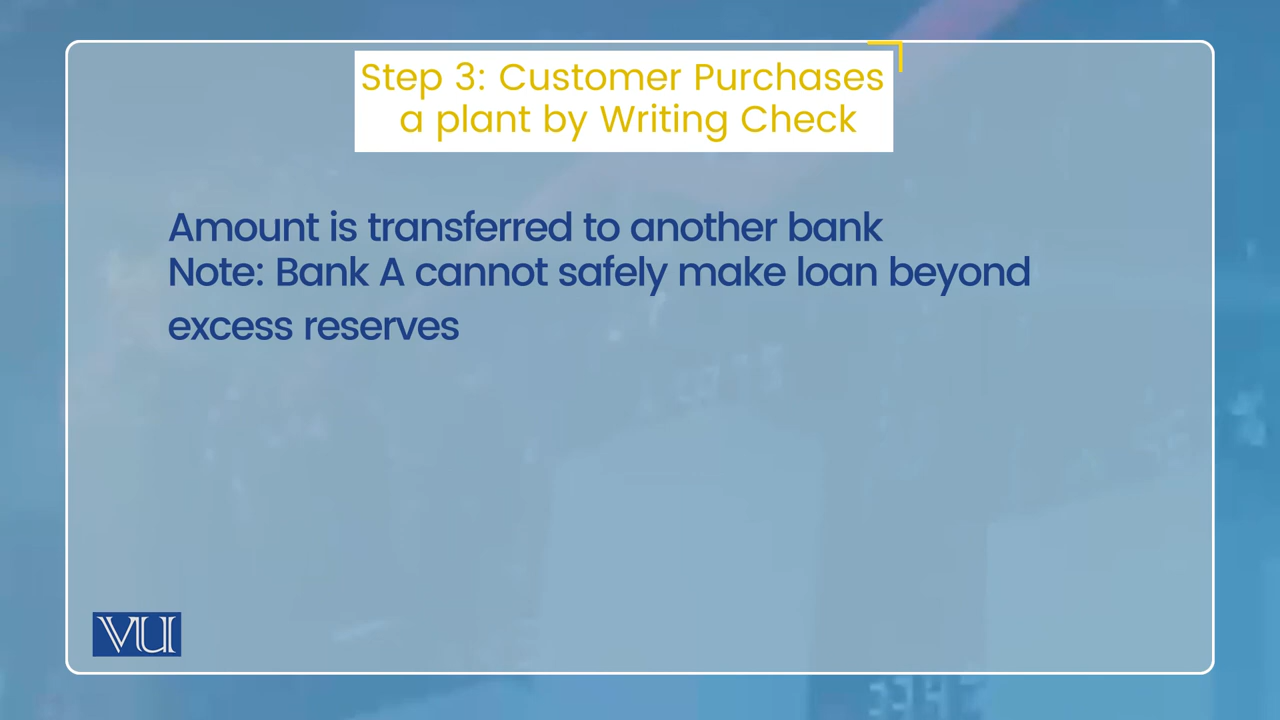 Step 3: Customer Purchases
a plant by Writing Check
Amount is transferred to another bank
Note: Bank A cannot safely make loan beyond
excess reserves
VU